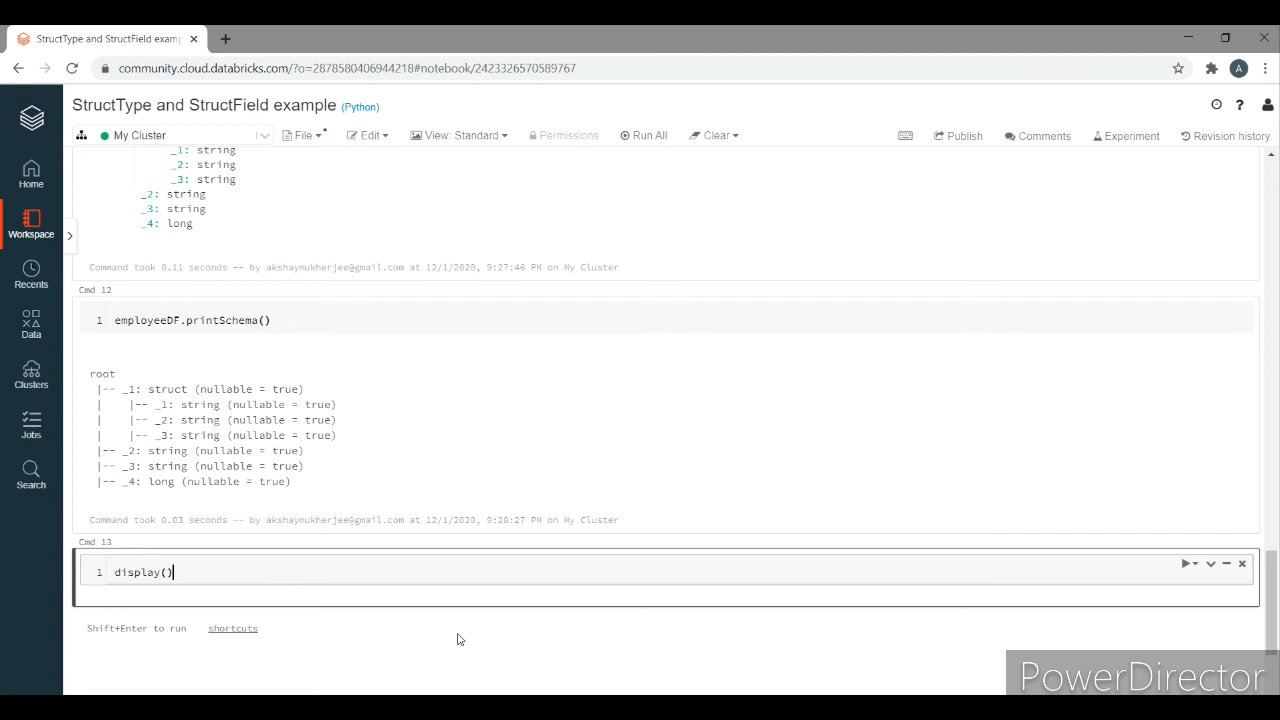 StructType and StructField examp
community.cloud.databricks.com/?o=2878580406944218#notebook/2423326570589767
A
StructType and StructField example (Python)
My Cluster
File
Edit
View: Standard
Permissions
Run All
Clear
Publish
Comments
Experiment
Revision history
Home
Workspace
Recents
Data
Clusters
Jobs
Search
_1: string
_2: string
_3: string
_2: string
_3: string
_4: long
Command took 0.11 seconds -- by akshaymukherjee@gmail.com at 12/1/2020, 9:27:46 PM on My Cluster
Cmd 12
1 employeeDF.printSchema()
root
|-- _1: struct (nullable = true)
| |-- _1: string (nullable = true)
| |-- _2: string (nullable = true)
| |-- _3: string (nullable = true)
|-- _2: string (nullable = true)
|-- _3: string (nullable = true)
|-- _4: long (nullable = true)
Command took 0.03 seconds -- by akshaymukherjee@gmail.com at 12/1/2020, 9:28:27 PM on My Cluster
Cmd 13
1 display()
Shift+Enter to run shortcuts
PowerDirector